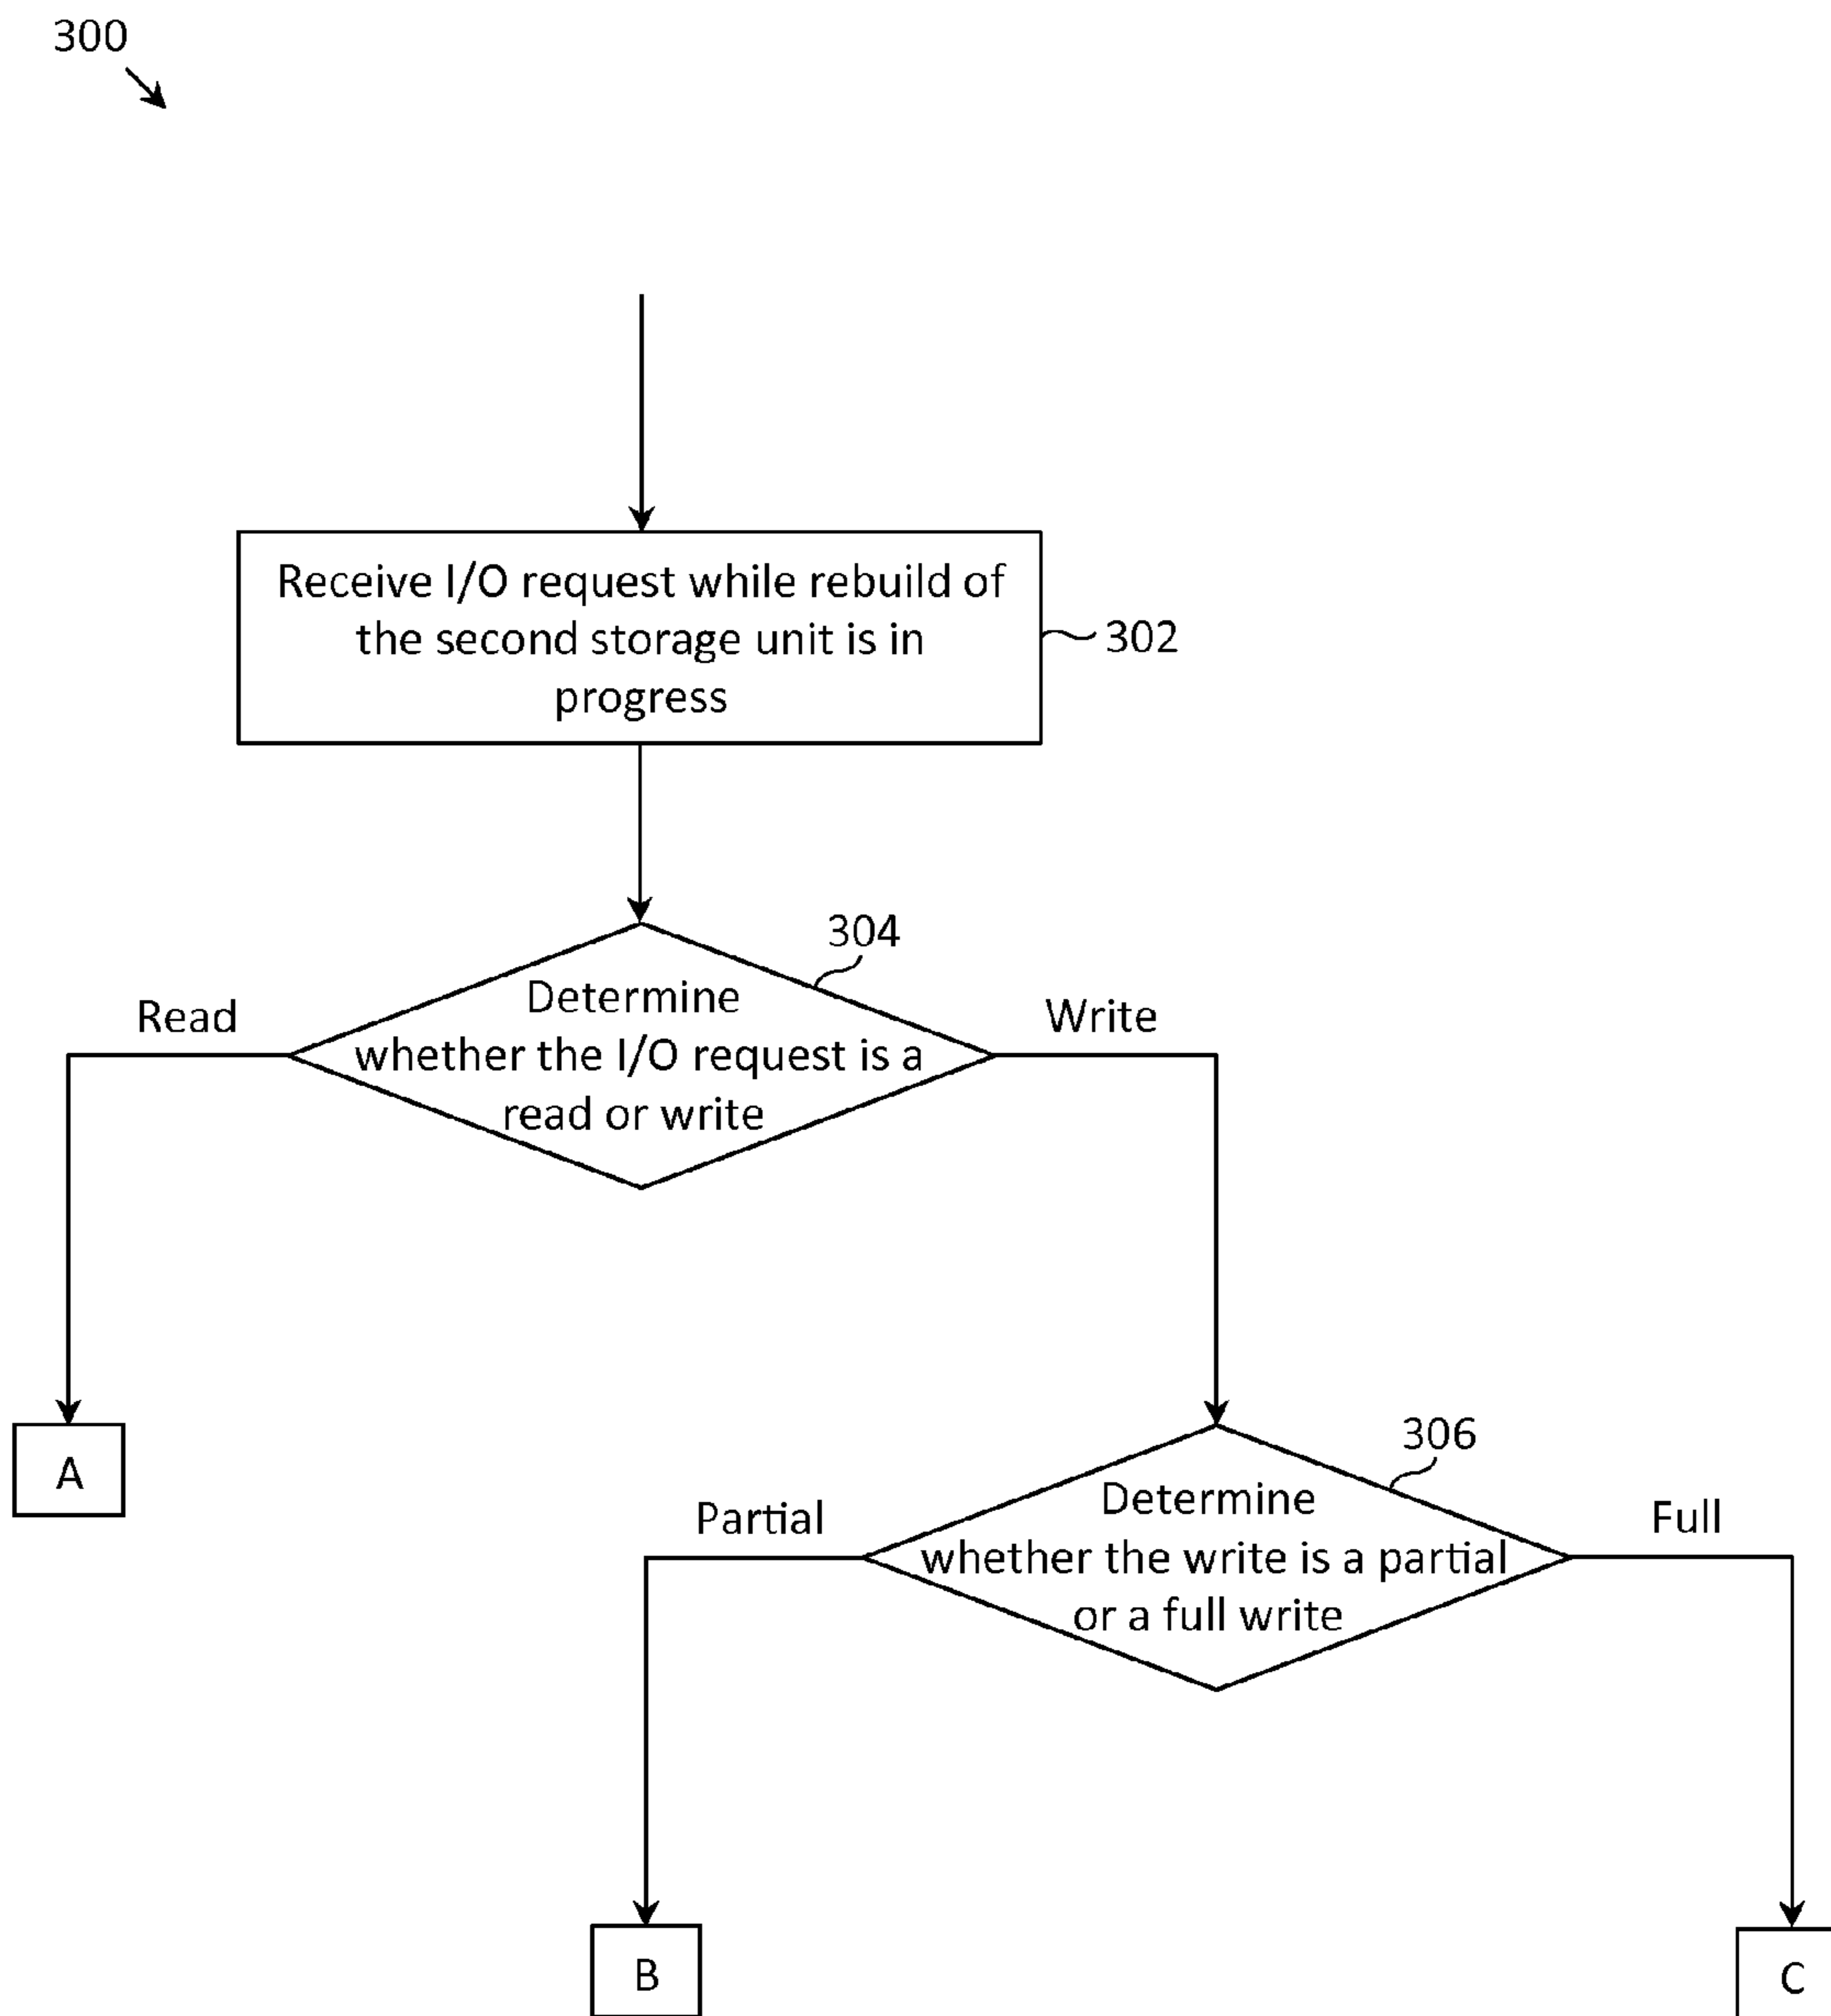 300
Receive I/O request while rebuild of
the second storage unit is in
progress
302
304
Determine
whether the I/O request is a
read or write
Read
Write
A
306
Determine
whether the write is a partial
or a full write
Partial
Full
B
C